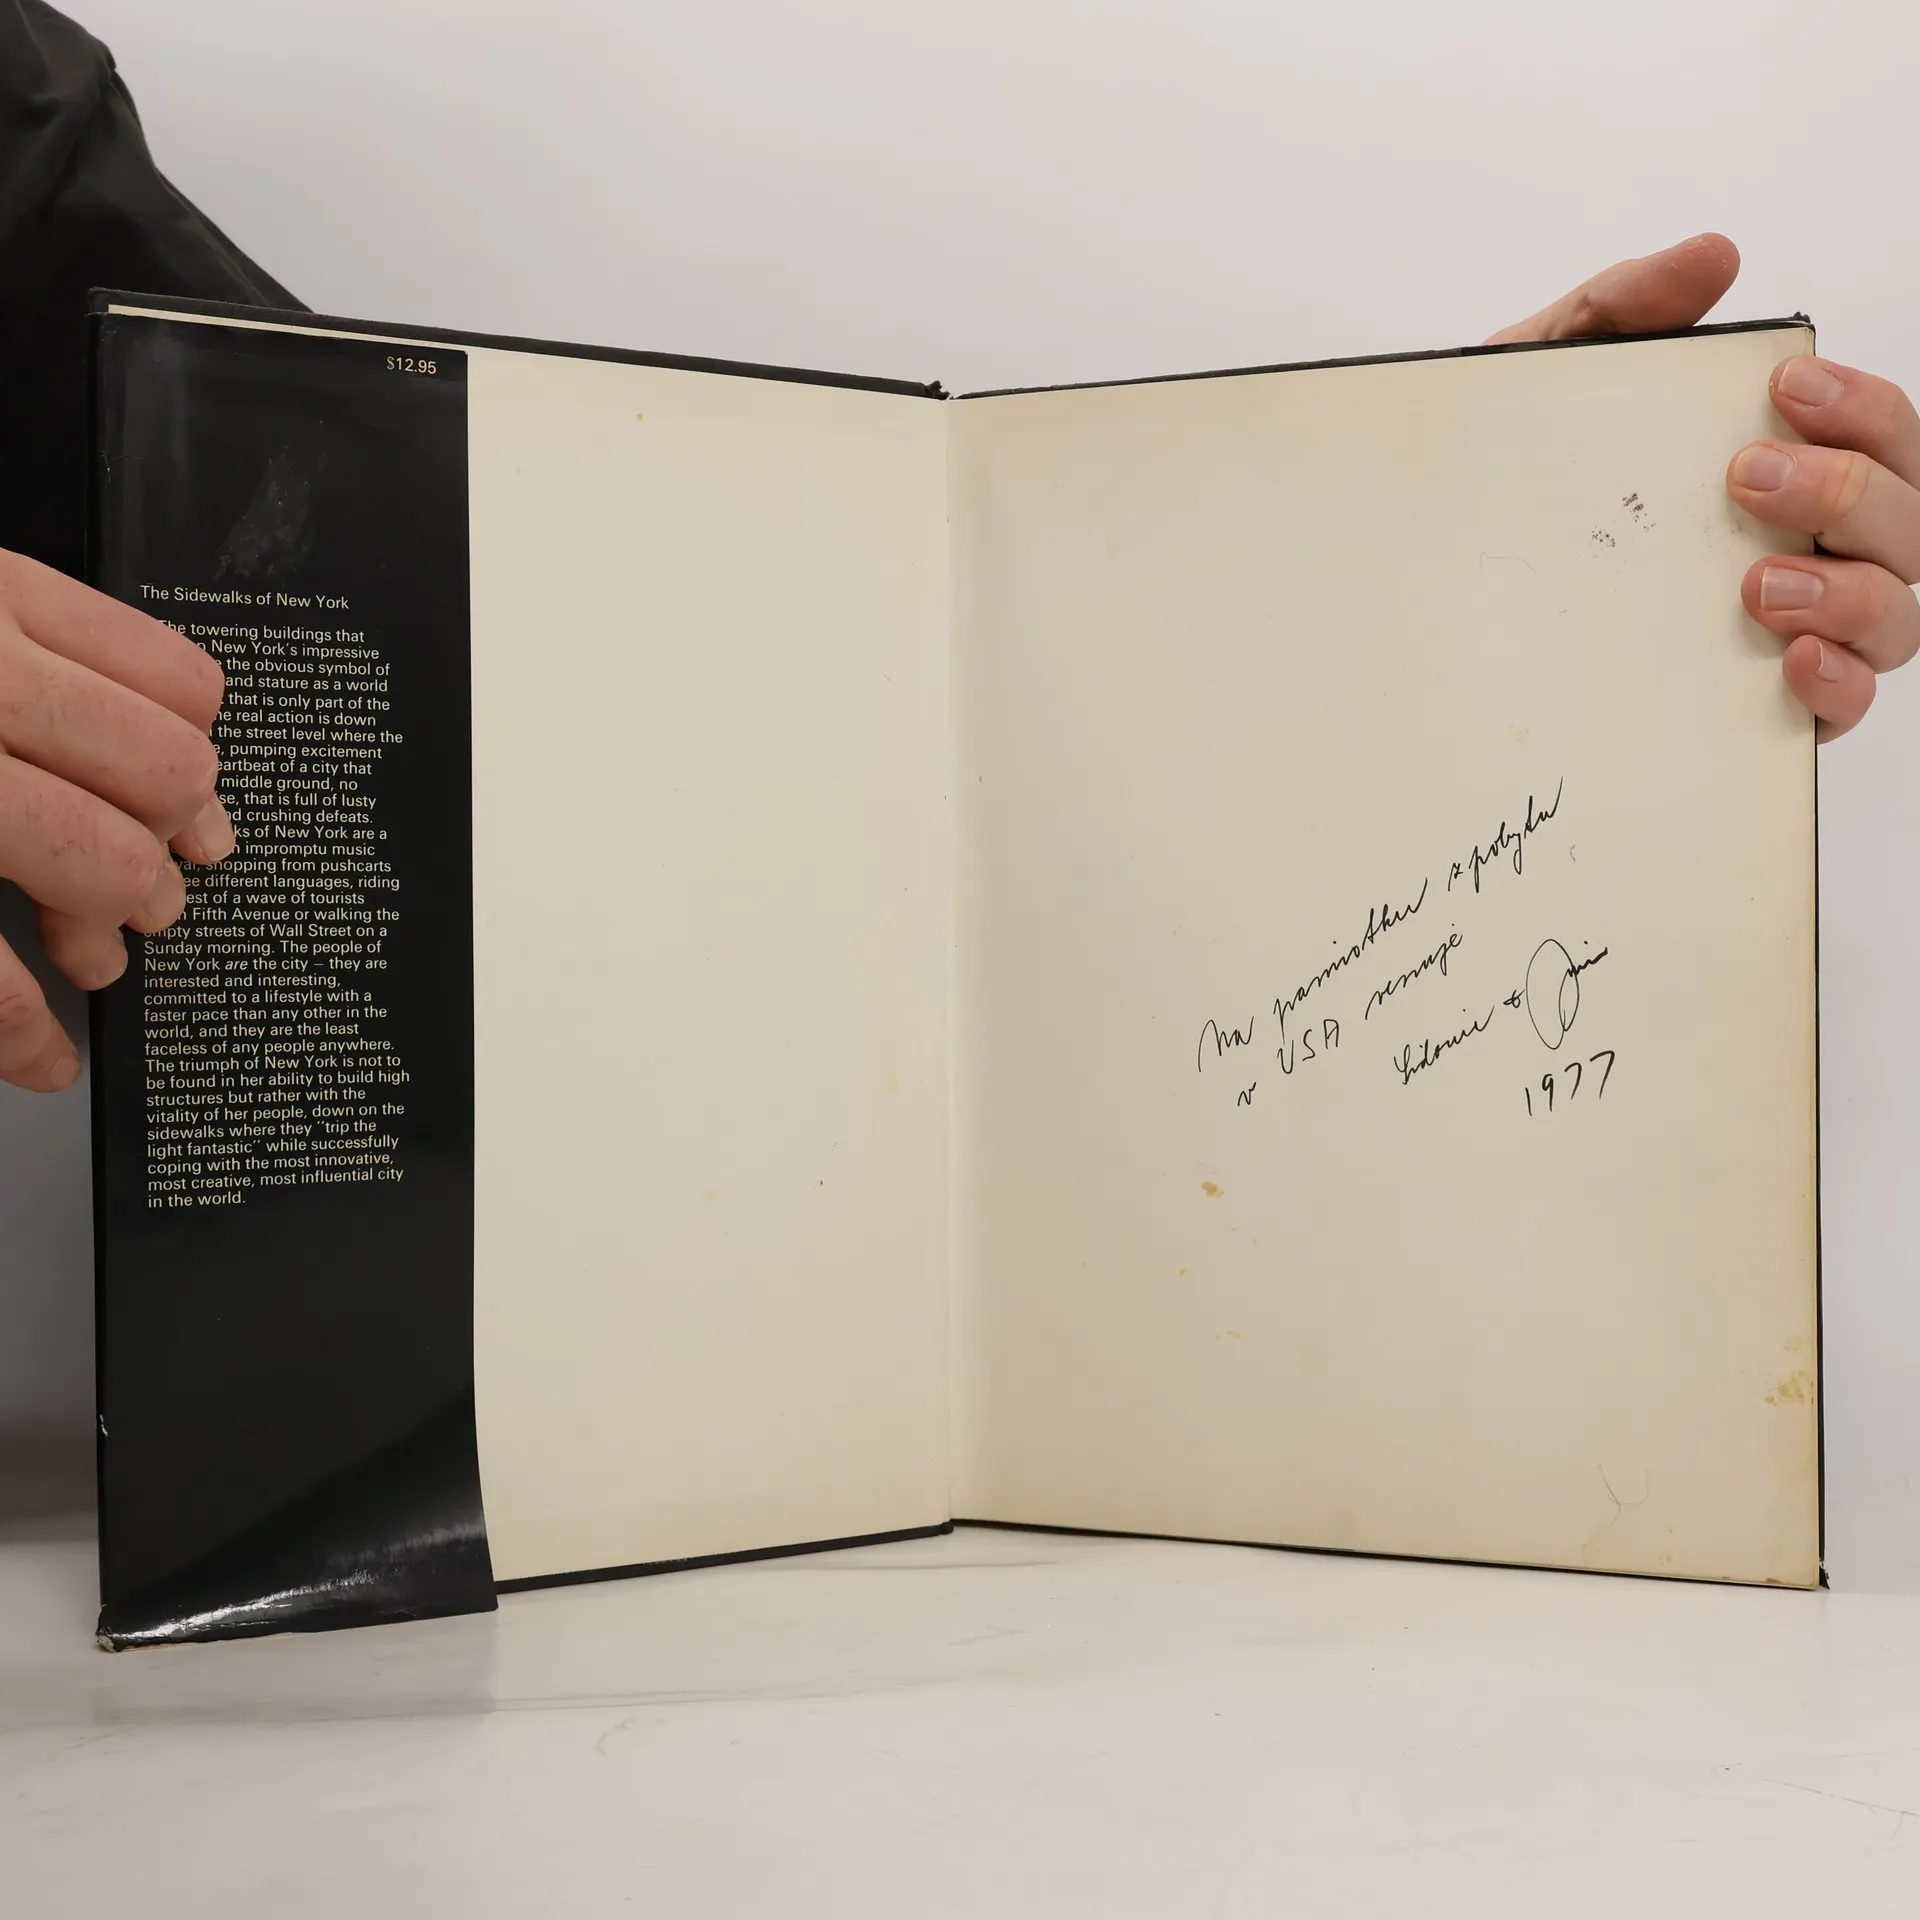 $12.95
The Sidewalks of New York
The towering buildings that
New York's impressive
the obvious symbol of
and stature as a world
that is only part of the
real action is down
the street level where the
pumping excitement
of a city that
middle ground, no
that is full of lusty
crushing defeats.
of New York are a
impromptu music
shopping from pushcarts
different languages, riding
of a wave of tourists
Fifth Avenue or walking the
empty streets of Wall Street on a
Sunday morning. The people of
New York are the city – they are
interested and interesting,
committed to a lifestyle with a
faster pace than any other in the
world, and they are the least
faceless of any people anywhere.
The triumph of New York is not to
be found in her ability to build high
structures but rather with the
vitality of her people, down on the
sidewalks where they "trip the
light fantastic" while successfully
coping with the most innovative,
most creative, most influential city
in the world.
Na pamiatku z pobytu
v USA venuje
1977